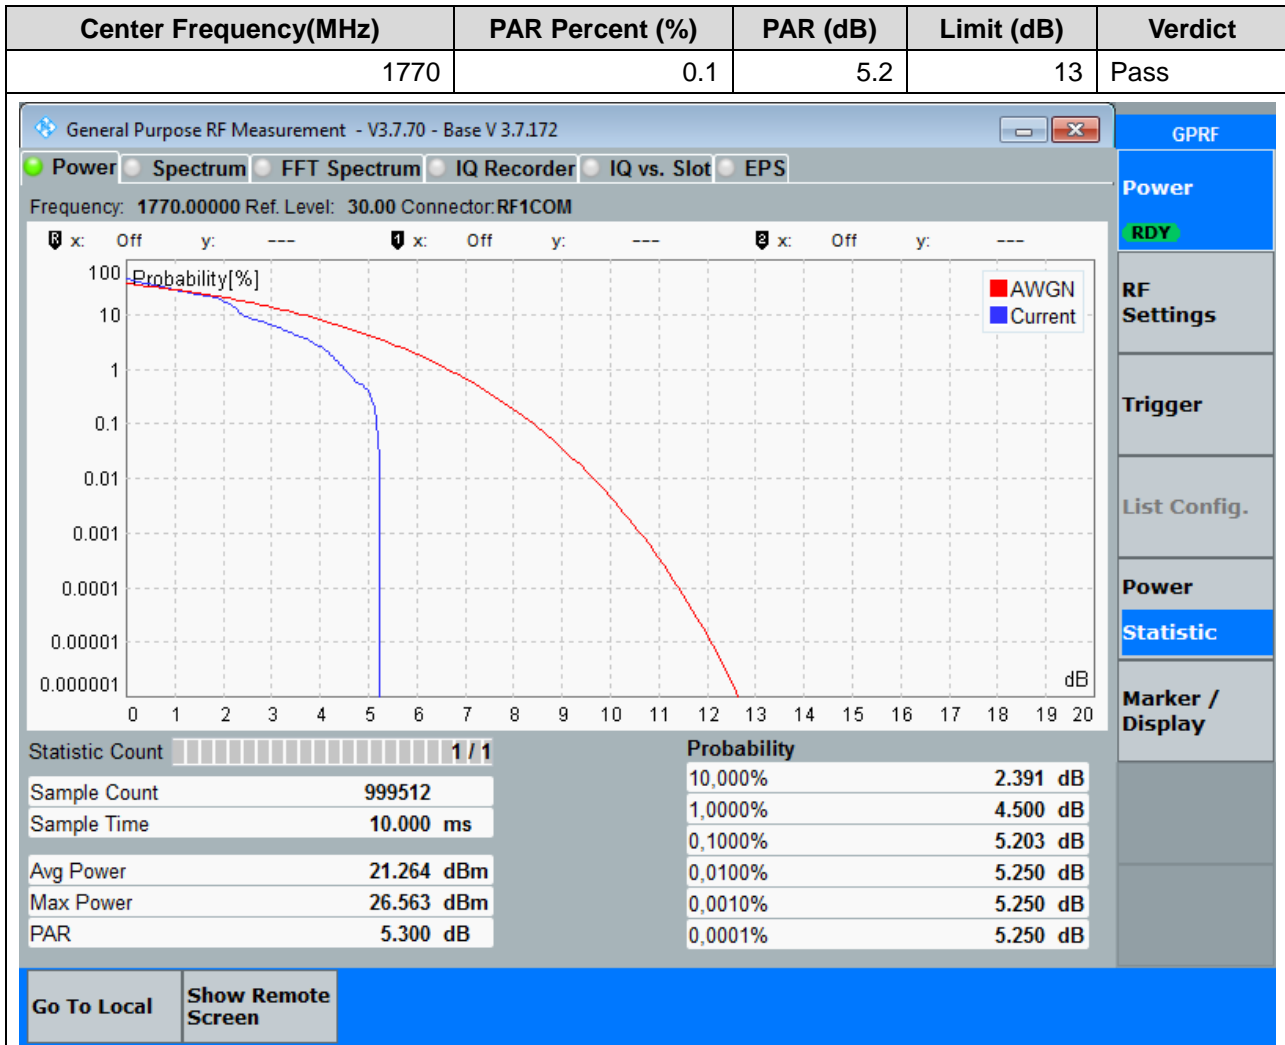 Center Frequency(MHz) PAR Percent (%) PAR (dB) Limit (dB) Verdict
1770 0.1 5.2 13 Pass
General Purpose RF Measurement - V3.7.70 - Base V 3.7.172
GPRF
Power Spectrum FFT Spectrum IQ Recorder IQ vs. Slot EPS
Frequency: 1770.00000 Ref. Level: 30.00 Connector: RF1COM
R x: Off y: --- 1 x: Off y: --- 2 x: Off y: ---
Probability[%]
AWGN
Current
100
10
1
0.1
0.01
0.001
0.0001
0.00001
0.000001
dB
0 1 2 3 4 5 6 7 8 9 10 11 12 13 14 15 16 17 18 19 20
Statistic Count 1 / 1
Sample Count 999512
Sample Time 10.000 ms
Avg Power 21.264 dBm
Max Power 26.563 dBm
PAR 5.300 dB
Probability
10,000% 2.391 dB
1,0000% 4.500 dB
0,1000% 5.203 dB
0,0100% 5.250 dB
0,0010% 5.250 dB
0,0001% 5.250 dB
Power
RDY
RF
Settings
Trigger
List Config.
Power
Statistic
Marker /
Display
Go To Local
Show Remote
Screen